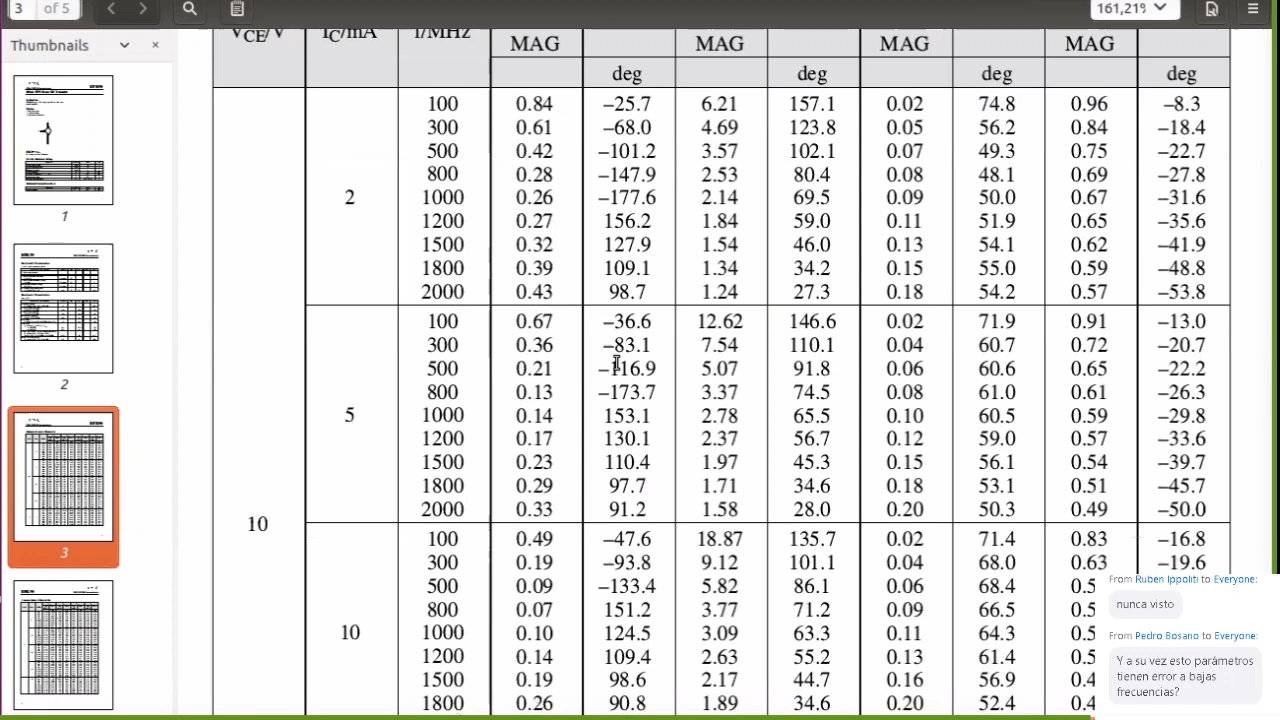 3 of 5
161,21%
Thumbnails
1
2
3
VCE/V IC/mA f/MHz MAG MAG MAG MAG
deg deg deg deg
100 0.84 –25.7 6.21 157.1 0.02 74.8 0.96 –8.3
300 0.61 –68.0 4.69 123.8 0.05 56.2 0.84 –18.4
500 0.42 –101.2 3.57 102.1 0.07 49.3 0.75 –22.7
800 0.28 –147.9 2.53 80.4 0.08 48.1 0.69 –27.8
2 1000 0.26 –177.6 2.14 69.5 0.09 50.0 0.67 –31.6
1200 0.27 156.2 1.84 59.0 0.11 51.9 0.65 –35.6
1500 0.32 127.9 1.54 46.0 0.13 54.1 0.62 –41.9
1800 0.39 109.1 1.34 34.2 0.15 55.0 0.59 –48.8
2000 0.43 98.7 1.24 27.3 0.18 54.2 0.57 –53.8
100 0.67 –36.6 12.62 146.6 0.02 71.9 0.91 –13.0
300 0.36 –83.1 7.54 110.1 0.04 60.7 0.72 –20.7
500 0.21 –116.9 5.07 91.8 0.06 60.6 0.65 –22.2
800 0.13 –173.7 3.37 74.5 0.08 61.0 0.61 –26.3
5 1000 0.14 153.1 2.78 65.5 0.10 60.5 0.59 –29.8
1200 0.17 130.1 2.37 56.7 0.12 59.0 0.57 –33.6
1500 0.23 110.4 1.97 45.3 0.15 56.1 0.54 –39.7
1800 0.29 97.7 1.71 34.6 0.18 53.1 0.51 –45.7
2000 0.33 91.2 1.58 28.0 0.20 50.3 0.49 –50.0
10
100 0.49 –47.6 18.87 135.7 0.02 71.4 0.83 –16.8
300 0.19 –93.8 9.12 101.1 0.04 68.0 0.63 –19.6
500 0.09 –133.4 5.82 86.1 0.06 68.4 0.5
800 0.07 151.2 3.77 71.2 0.09 66.5 0.5
10 1000 0.10 124.5 3.09 63.3 0.11 64.3 0.5
1200 0.14 109.4 2.63 55.2 0.13 61.4 0.5
1500 0.19 98.6 2.17 44.7 0.16 56.9 0.4
1800 0.26 90.8 1.89 34.6 0.20 52.4 0.4
From Ruben Ippoliti to Everyone:
nunca visto
From Pedro Bosano to Everyone:
Y a su vez esto parámetros
tienen error a bajas
frecuencias?